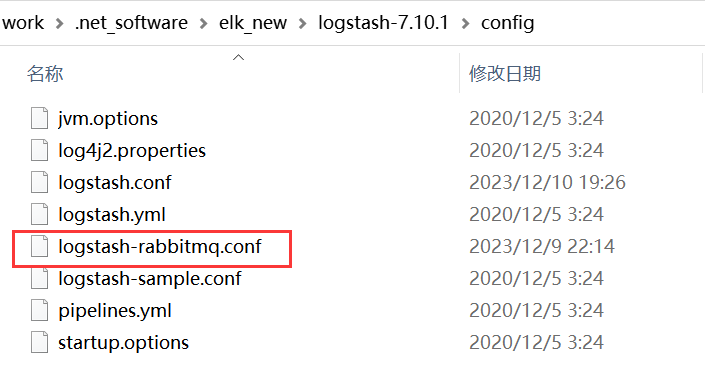 work › .net_software › elk_new › logstash-7.10.1 › config
名称 修改日期
jvm.options 2020/12/5 3:24
log4j2.properties 2020/12/5 3:24
logstash.conf 2023/12/10 19:26
logstash.yml 2020/12/5 3:24
logstash-rabbitmq.conf 2023/12/9 22:14
logstash-sample.conf 2020/12/5 3:24
pipelines.yml 2020/12/5 3:24
startup.options 2020/12/5 3:24